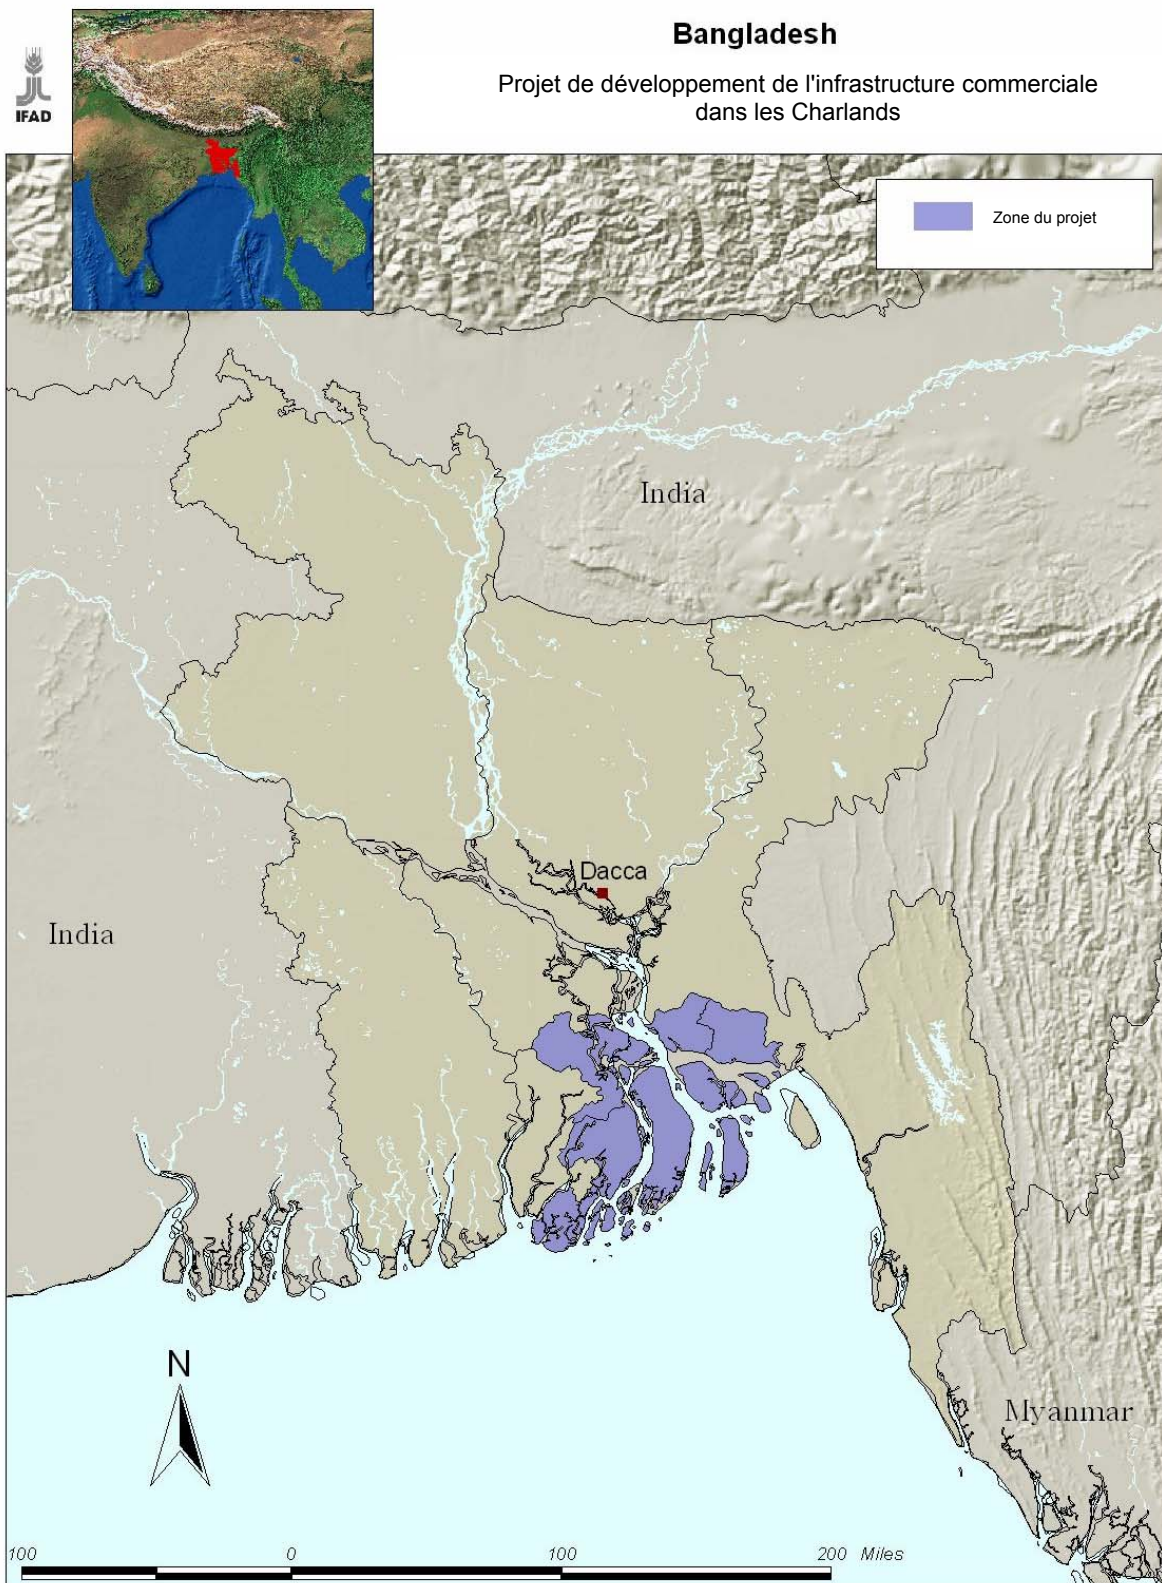 Bangladesh
IFAD
Projet de développement de l'infrastructure commerciale
dans les Charlands
Zone du projet
India
Dacca
India
N
Myanmar
100 0 100 200 Miles